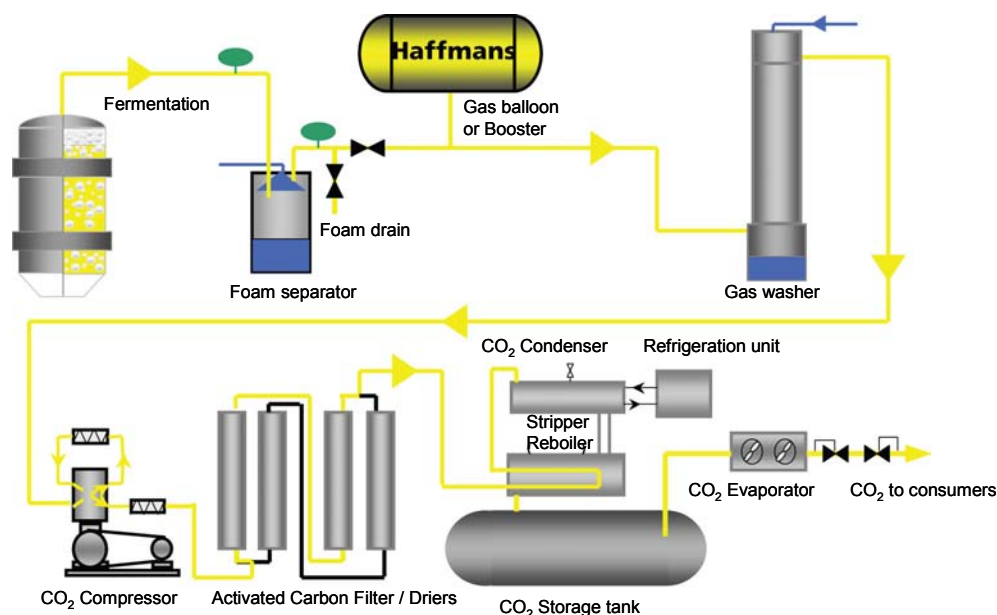 Haffmans
Fermentation
Gas balloon
or Booster
Foam drain
Foam separator
Gas washer
CO₂ Condenser
Refrigeration unit
Stripper
Reboiler
CO₂ Evaporator
CO₂ to consumers
CO₂ Compressor
Activated Carbon Filter / Driers
CO₂ Storage tank